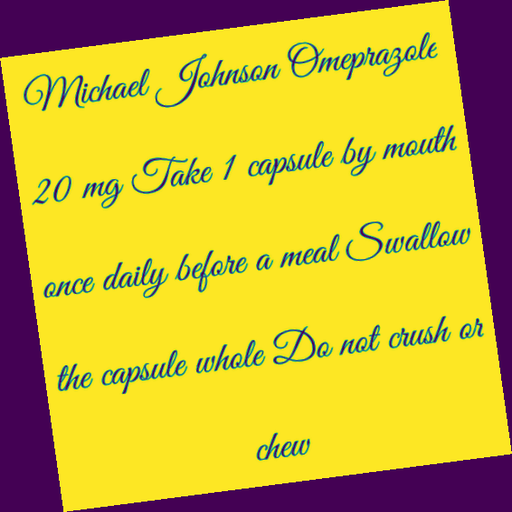 Michael Johnson Omeprazole
20 mg Take 1 capsule by mouth
once daily before a meal Swallow
the capsule whole Do not crush or
chew